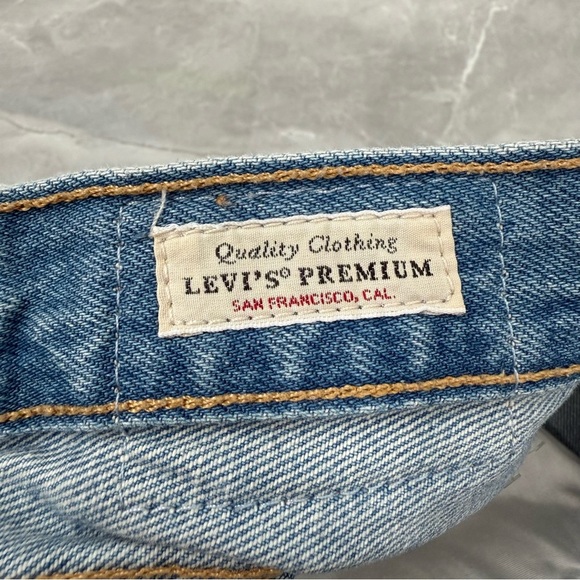 Quality Clothing
LEVI'S® PREMIUM
SAN FRANCISCO, CAL.